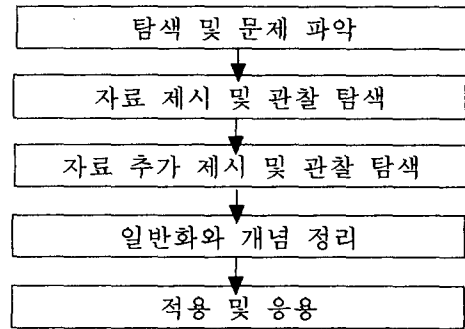 탐색 및 문제 파악
자료 제시 및 관찰 탐색
자료 추가 제시 및 관찰 탐색
일반화와 개념 정리
적용 및 응용